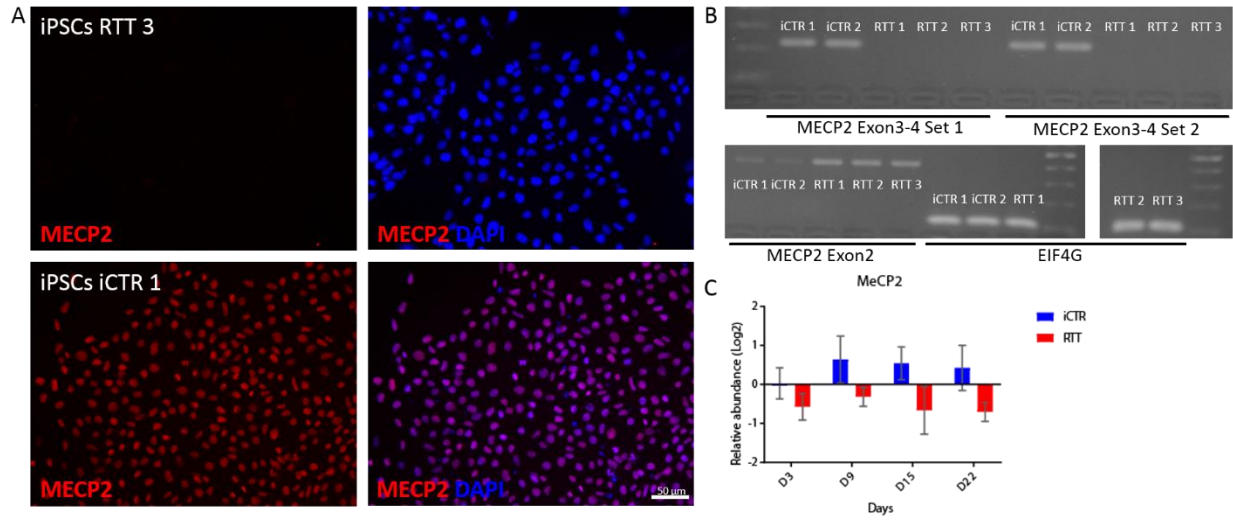 A
iPSCs RTT 3
MECP2
MECP2 DAPI
iPSCs iCTR 1
MECP2
MECP2 DAPI
50 µm
B
iCTR 1 iCTR 2 RTT 1 RTT 2 RTT 3 iCTR 1 iCTR 2 RTT 1 RTT 2 RTT 3
MECP2 Exon3-4 Set 1 MECP2 Exon3-4 Set 2
iCTR 1 iCTR 2 RTT 1 RTT 2 RTT 3 iCTR 1 iCTR 2 RTT 1 RTT 2 RTT 3
MECP2 Exon2 EIF4G
C
MeCP2
Relative abundance (Log2)
2
1
0
-1
-2
D3 D9 D15 D22
Days
iCTR
RTT